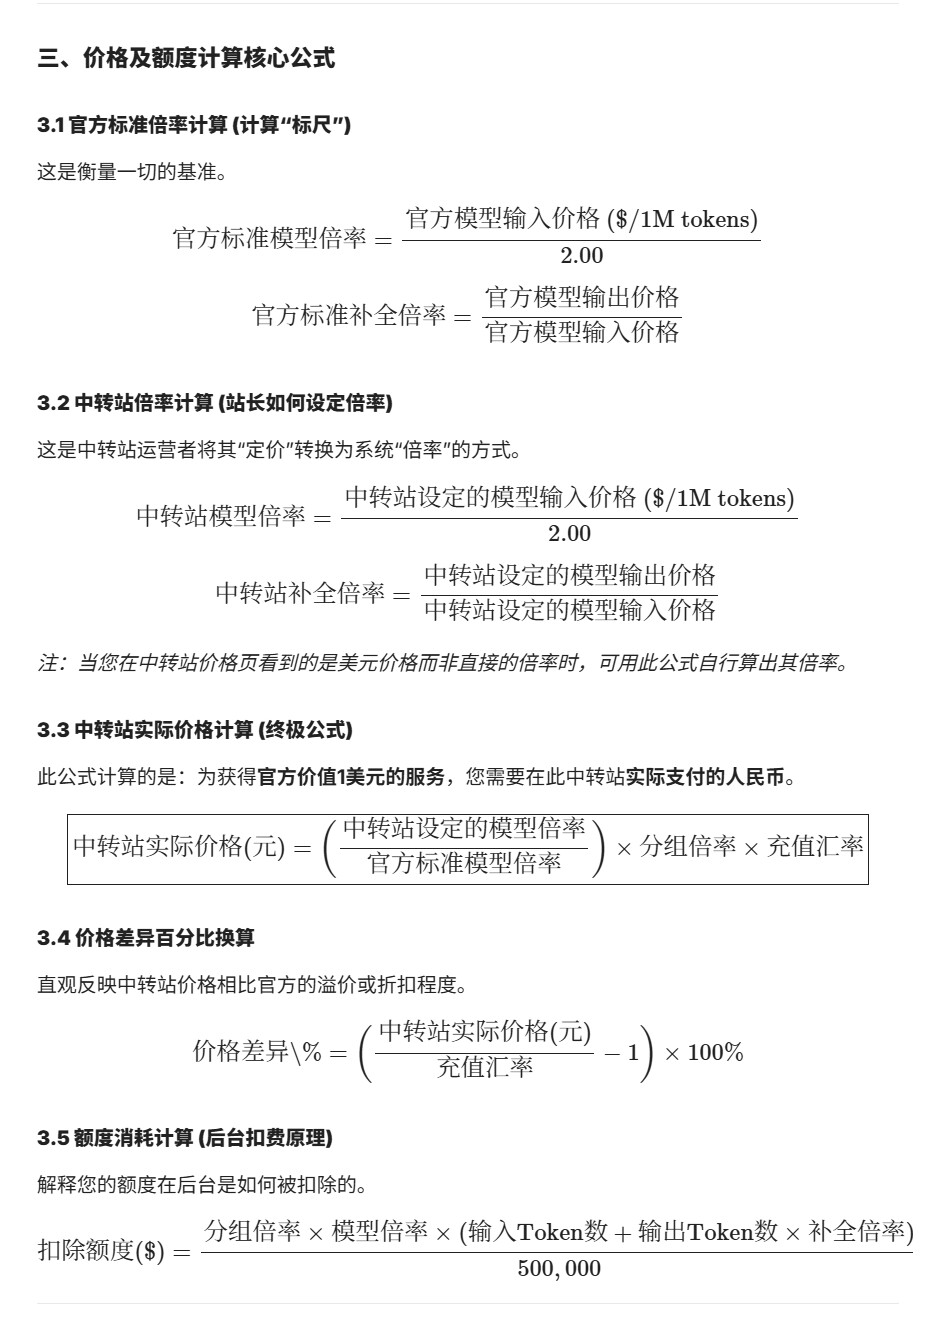 三、价格及额度计算核心公式
3.1 官方标准倍率计算 (计算“标尺”)
这是衡量一切的基准。
官方标准模型倍率 = 官方模型输入价格 ($/1M tokens) / 2.00
官方标准补全倍率 = 官方模型输出价格 / 官方模型输入价格
3.2 中转站倍率计算 (站长如何设定倍率)
这是中转站运营者将其“定价”转换为系统“倍率”的方式。
中转站模型倍率 = 中转站设定的模型输入价格 ($/1M tokens) / 2.00
中转站补全倍率 = 中转站设定的模型输出价格 / 中转站设定的模型输入价格
注：当您在中转站价格页看到的是美元价格而非直接的倍率时，可用此公式自行算出其倍率。
3.3 中转站实际价格计算 (终极公式)
此公式计算的是：为获得官方价值1美元的服务，您需要在此中转站实际支付的人民币。
中转站实际价格(元) = (中转站设定的模型倍率 / 官方标准模型倍率) × 分组倍率 × 充值汇率
3.4 价格差异百分比换算
直观反映中转站价格相比官方的溢价或折扣程度。
价格差异\% = (中转站实际价格(元) / 充值汇率 − 1) × 100%
3.5 额度消耗计算 (后台扣费原理)
解释您的额度在后台是如何被扣除的。
扣除额度($) = 分组倍率 × 模型倍率 × (输入Token数 + 输出Token数 × 补全倍率) / 500,000